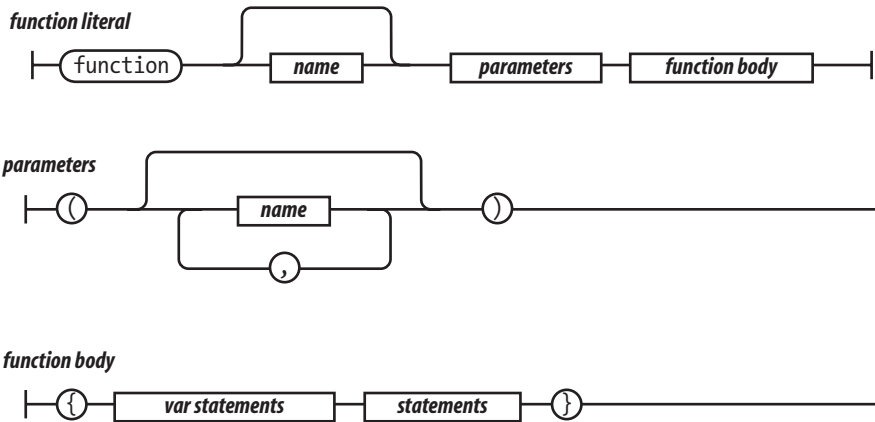 function literal
function name parameters function body
parameters
( name )
,
function body
{ var statements statements }